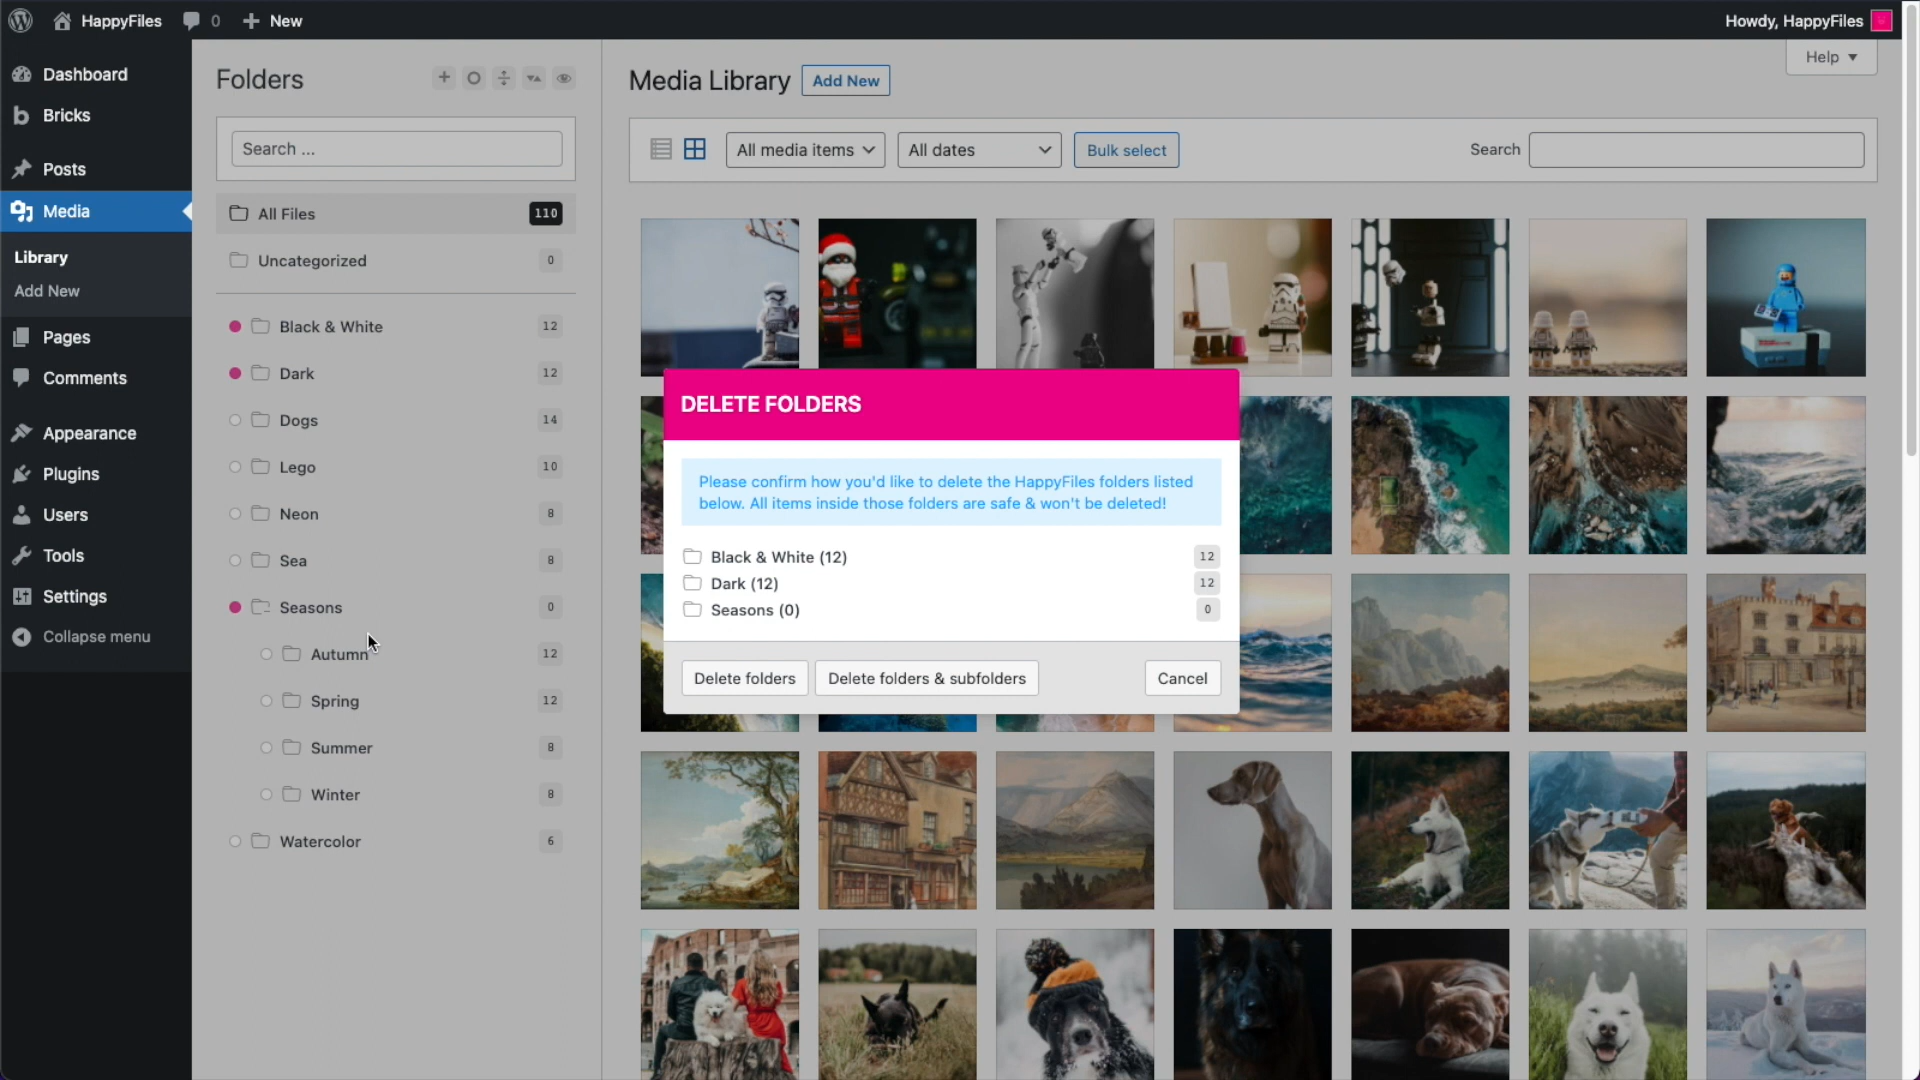 HappyFiles
0
New
Howdy, HappyFiles
Dashboard
Bricks
Posts
Media
Library
Add New
Pages
Comments
Appearance
Plugins
Users
Tools
Settings
Collapse menu
Folders
Search ...
All Files 110
Uncategorized 0
Black & White 12
Dark 12
Dogs 14
Lego 10
Neon 8
Sea 8
Seasons 0
Autumn 12
Spring 12
Summer 8
Winter 8
Watercolor 6
Help
Media Library Add New
All media items All dates Bulk select Search
DELETE FOLDERS
Please confirm how you'd like to delete the HappyFiles folders listed
below. All items inside those folders are safe & won't be deleted!
Black & White (12) 12
Dark (12) 12
Seasons (0) 0
Delete folders Delete folders & subfolders Cancel